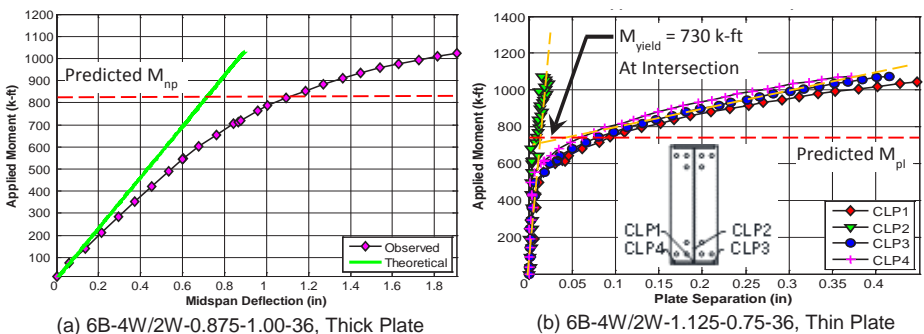 1200
1100
1000
900
800
700
600
500
400
300
200
100
0
0.2
0.4
0.6
0.8
1
1.2
1.4
1.6
1.8
Applied Moment (k-ft)
Midspan Deflection (in)
Predicted Mnp
Observed
Theoretical
(a) 6B-4W/2W-0.875-1.00-36, Thick Plate
1400
1200
1000
800
600
400
200
0
0.05
0.1
0.15
0.2
0.25
0.3
0.35
0.4
Applied Moment (k-ft)
Plate Separation (in)
Myield = 730 k-ft
At Intersection
Predicted Mpl
CLP1
CLP2
CLP4
CLP3
CLP1
CLP2
CLP3
CLP4
(b) 6B-4W/2W-1.125-0.75-36, Thin Plate